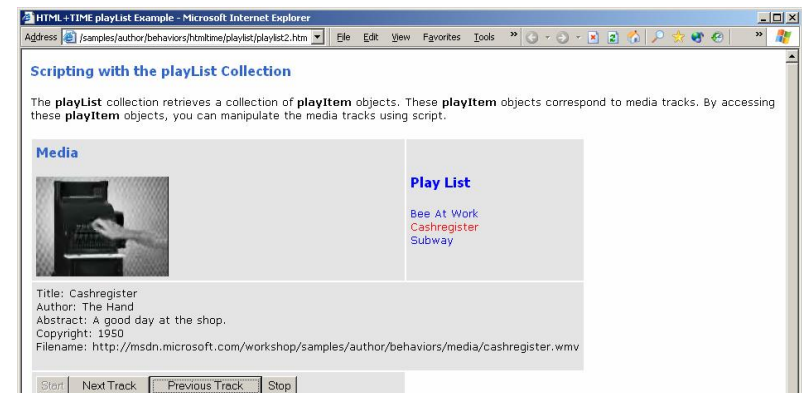 HTML+TIME playList Example - Microsoft Internet Explorer
Address /samples/author/behaviors/htmltime/playlist/playlist2.htm File Edit View Favorites Tools » »
Scripting with the playList Collection
The playList collection retrieves a collection of playItem objects. These playItem objects correspond to media tracks. By accessing
these playItem objects, you can manipulate the media tracks using script.
Media
Play List
Bee At Work
Cashregister
Subway
Title: Cashregister
Author: The Hand
Abstract: A good day at the shop.
Copyright: 1950
Filename: http://msdn.microsoft.com/workshop/samples/author/behaviors/media/cashregister.wmv
Start Next Track Previous Track Stop